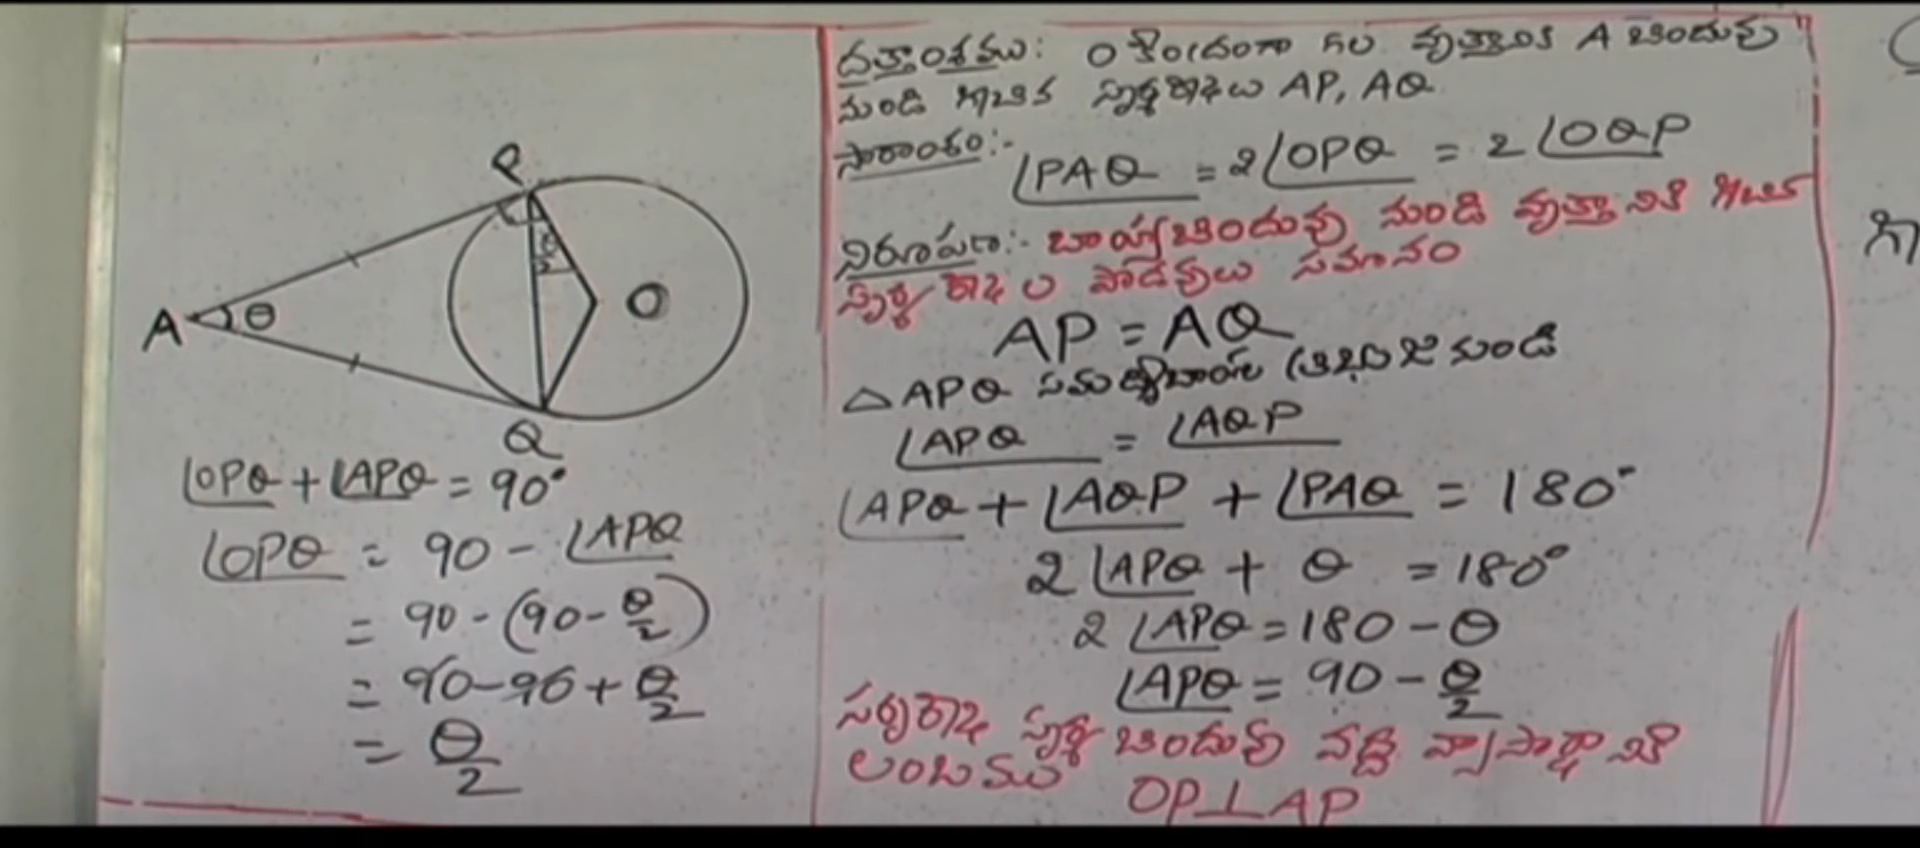 P
A
θ
θ/2
O
Q
∠OPQ + ∠APQ = 90°
∠OPQ = 90 - ∠APQ
= 90 - (90 - θ/2)
= 90 - 90 + θ/2
= θ/2
దత్తాంశము: O కేంద్రంగా గల వృత్తానికి A బిందువు
నుండి గీచిన స్పర్శరేఖలు AP, AQ.
సారాంశం:-
∠PAQ = 2∠OPQ = 2∠OQP
నిరూపణ:- బాహ్యబిందువు నుండి వృత్తానికి గీచిన
స్పర్శరేఖల పొడవులు సమానం
AP = AQ
△APQ సమద్విబాహు త్రిభుజం నుండి
∠APQ = ∠AQP
∠APQ + ∠AQP + ∠PAQ = 180°
2∠APQ + θ = 180°
2∠APQ = 180 - θ
∠APQ = 90 - θ/2
స్పర్శరేఖ స్పర్శ బిందువు వద్ద వ్యాసార్థానికి
లంబము
OP⊥AP
గీ